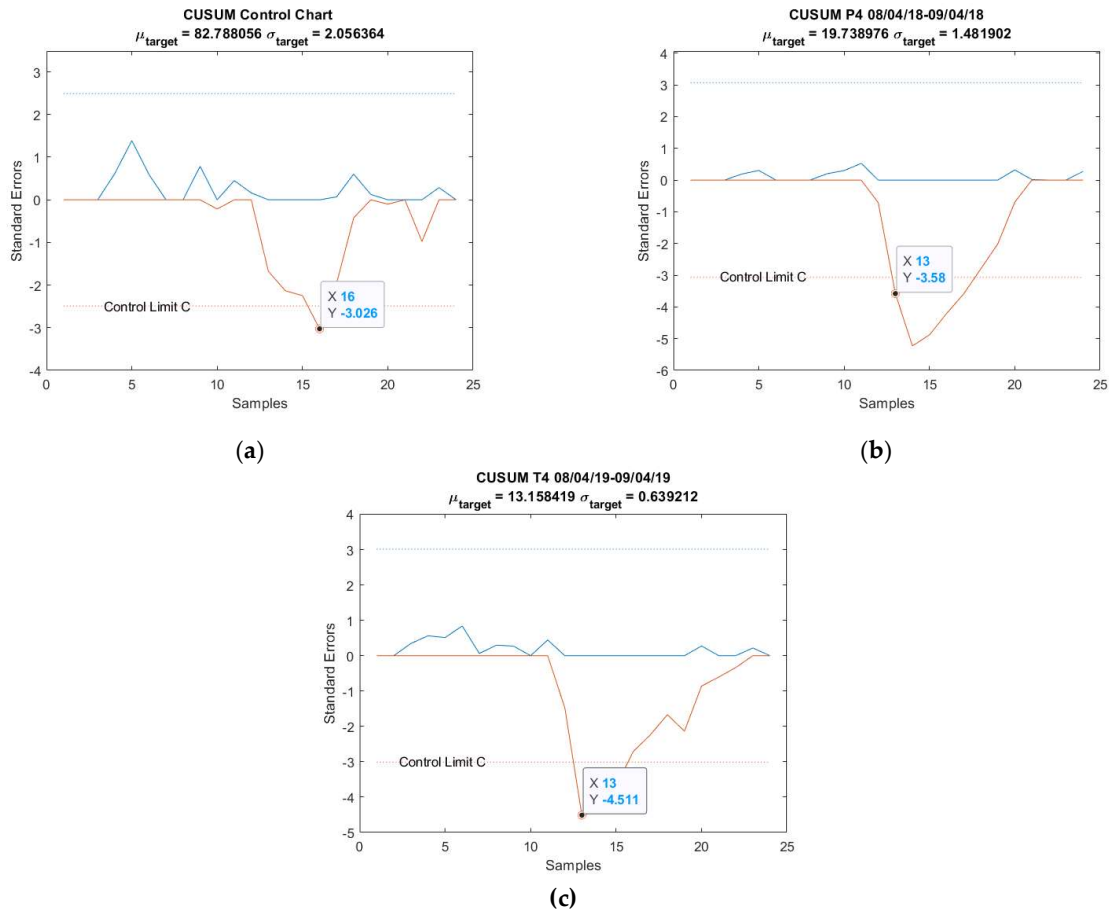 CUSUM Control Chart
μtarget = 82.788056 σtarget = 2.056364
3
2
1
0
-1
-2
-3
-4
Standard Errors
Control Limit C
X 16
Y -3.026
0 5 10 15 20 25
Samples
(a)
CUSUM P4 08/04/18-09/04/18
μtarget = 19.738976 σtarget = 1.481902
4
3
2
1
0
-1
-2
-3
-4
-5
-6
Standard Errors
Control Limit C
X 13
Y -3.58
0 5 10 15 20 25
Samples
(b)
CUSUM T4 08/04/19-09/04/19
μtarget = 13.158419 σtarget = 0.639212
4
3
2
1
0
-1
-2
-3
-4
-5
Standard Errors
Control Limit C
X 13
Y -4.511
0 5 10 15 20 25
Samples
(c)